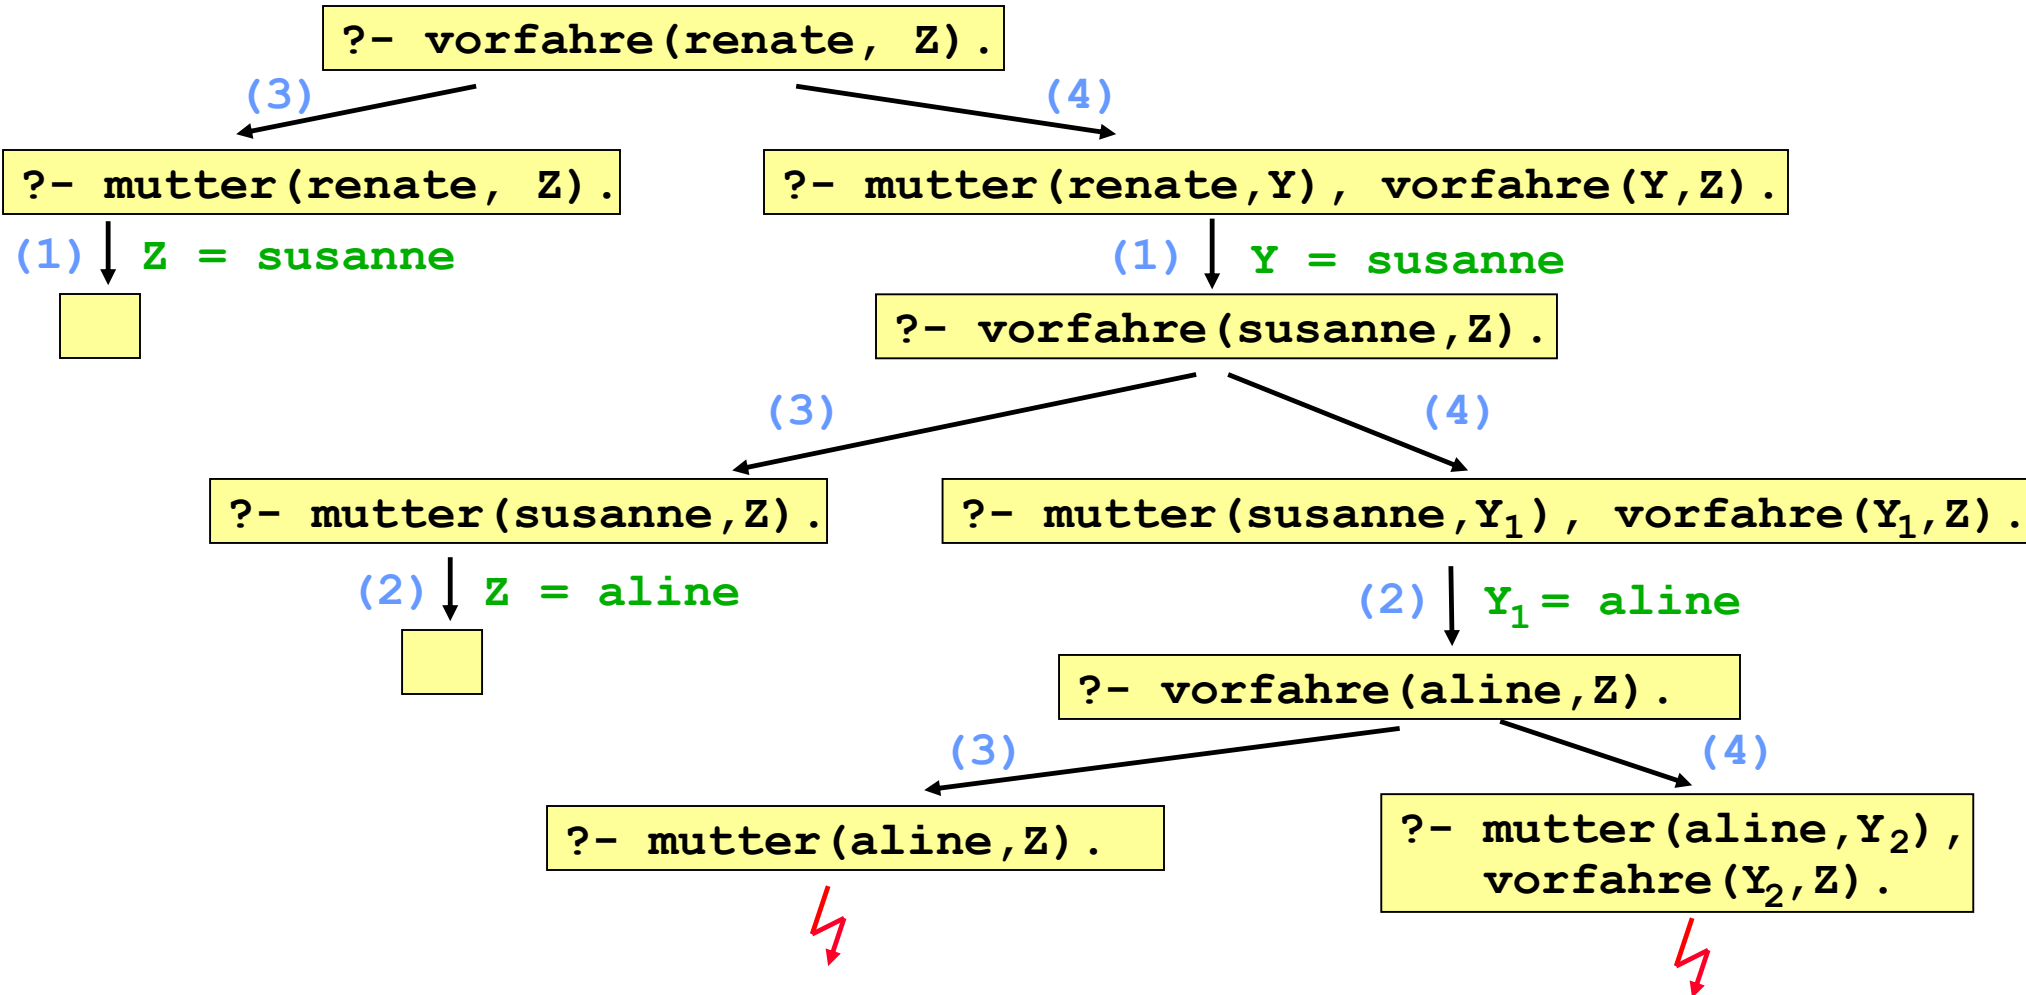 ?- vorfahre(renate, Z).
(3)
(4)
?- mutter(renate, Z).
?- mutter(renate,Y), vorfahre(Y,Z).
(1) Z = susanne
(1) Y = susanne
?- vorfahre(susanne,Z).
(3)
(4)
?- mutter(susanne,Z).
?- mutter(susanne,Y₁), vorfahre(Y₁,Z).
(2) Z = aline
(2) Y₁= aline
?- vorfahre(aline,Z).
(3)
(4)
?- mutter(aline,Z).
?- mutter(aline,Y₂),
vorfahre(Y₂,Z).